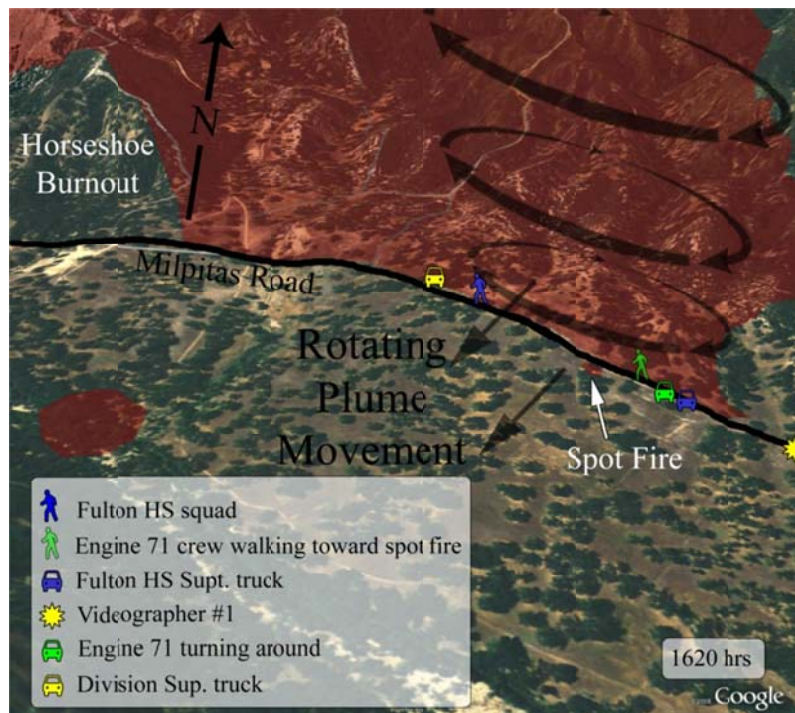 N
Horseshoe
Burnout
Milpitas Road
Rotating
Plume
Movement
Spot Fire
Fulton HS squad
Engine 71 crew walking toward spot fire
Fulton HS Supt. truck
Videographer #1
Engine 71 turning around
Division Sup. truck
1620 hrs
Google